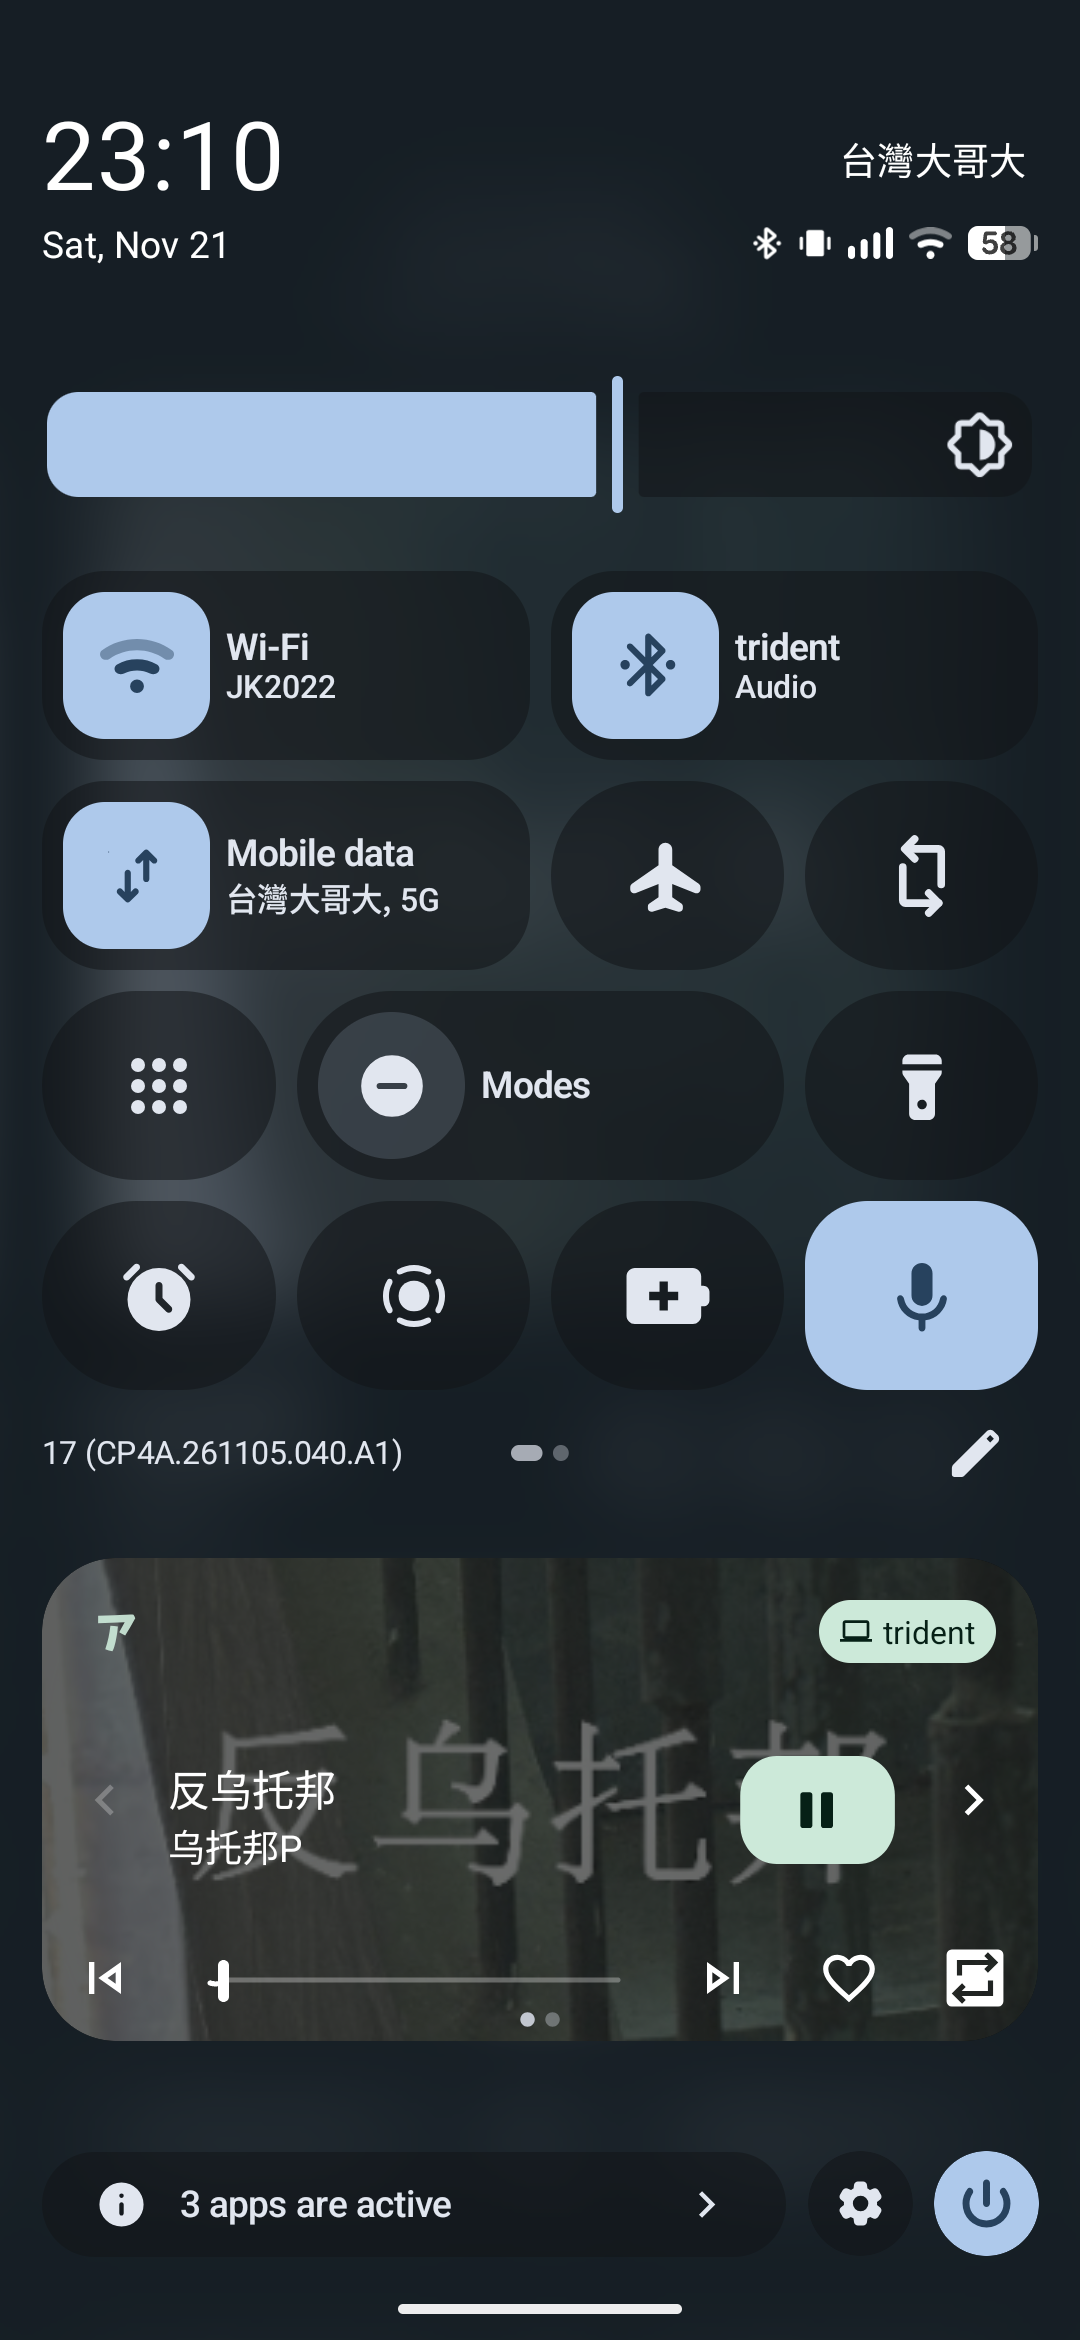 23:10
台灣大哥大
Sat, Nov 21
58
Wi-Fi
JK2022
trident
Audio
Mobile data
台灣大哥大, 5G
Modes
17 (CP4A.261105.040.A1)
trident
反乌托邦
反乌托邦
乌托邦P
3 apps are active